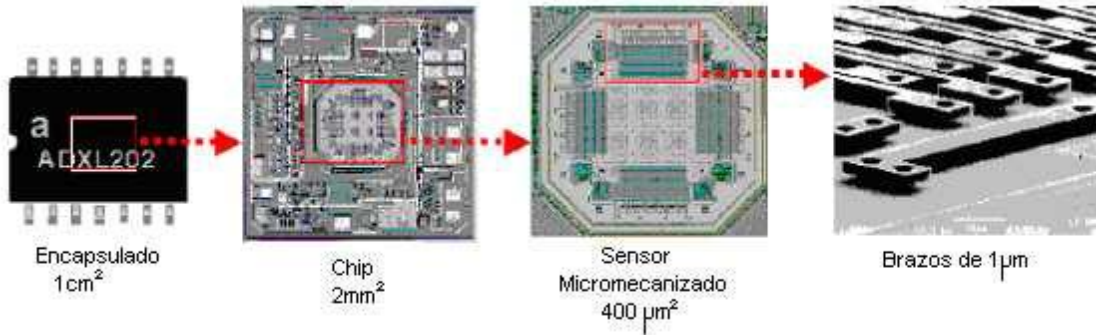 a
ADXL202
Encapsulado
1cm²
Chip
2mm²
Sensor
Micromecanizado
400 µm²
Brazos de 1µm